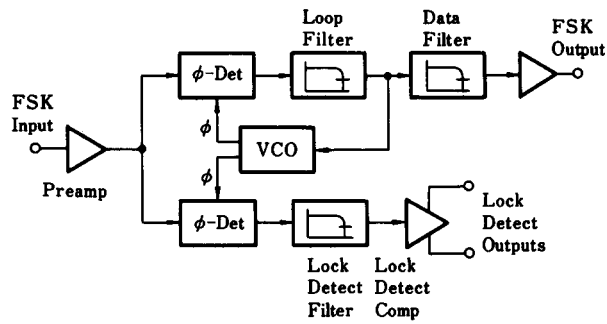 Loop
Filter
Data
Filter
FSK
Output
FSK
Input
Preamp
ϕ-Det
ϕ
VCO
ϕ
ϕ-Det
Lock
Detect
Outputs
Lock
Detect
Filter
Lock
Detect
Comp